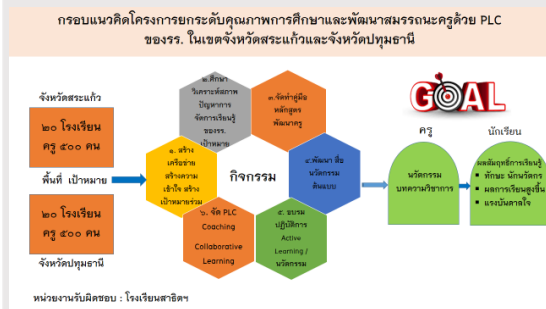 กรอบแนวคิดโครงการยกระดับคุณภาพการศึกษาและพัฒนาสมรรถนะครูด้วย PLC
ของรร. ในเขตจังหวัดสระแก้วและจังหวัดปทุมธานี
จังหวัดสระแก้ว
๒๐ โรงเรียน
ครู ๕๐๐ คน
พื้นที่ เป้าหมาย
๒๐ โรงเรียน
ครู ๕๐๐ คน
จังหวัดปทุมธานี
๑. สร้าง
เครือข่าย
สร้างความ
เข้าใจ สร้าง
เป้าหมายร่วม
๒.ศึกษา
วิเคราะห์สภาพ
ปัญหาการ
จัดการเรียนรู้
ของรร.
เป้าหมาย
๓.จัดทำคู่มือ
หลักสูตร
พัฒนาครู
กิจกรรม
๔.พัฒนา สื่อ
นวัตกรรม
ต้นแบบ
๕. อบรม
ปฏิบัติการ
Active
Learning /
นวัตกรรม
๖. จัด PLC
Coaching
Collaborative
Learning
GOAL
ครู
นวัตกรรม
บทความวิชาการ
นักเรียน
ผลสัมฤทธิ์การเรียนรู้
▪ ทักษะ นักนวัตกร
▪ ผลการเรียนสูงขึ้น
▪ แรงบันดาลใจ
หน่วยงานรับผิดชอบ : โรงเรียนสาธิตฯ